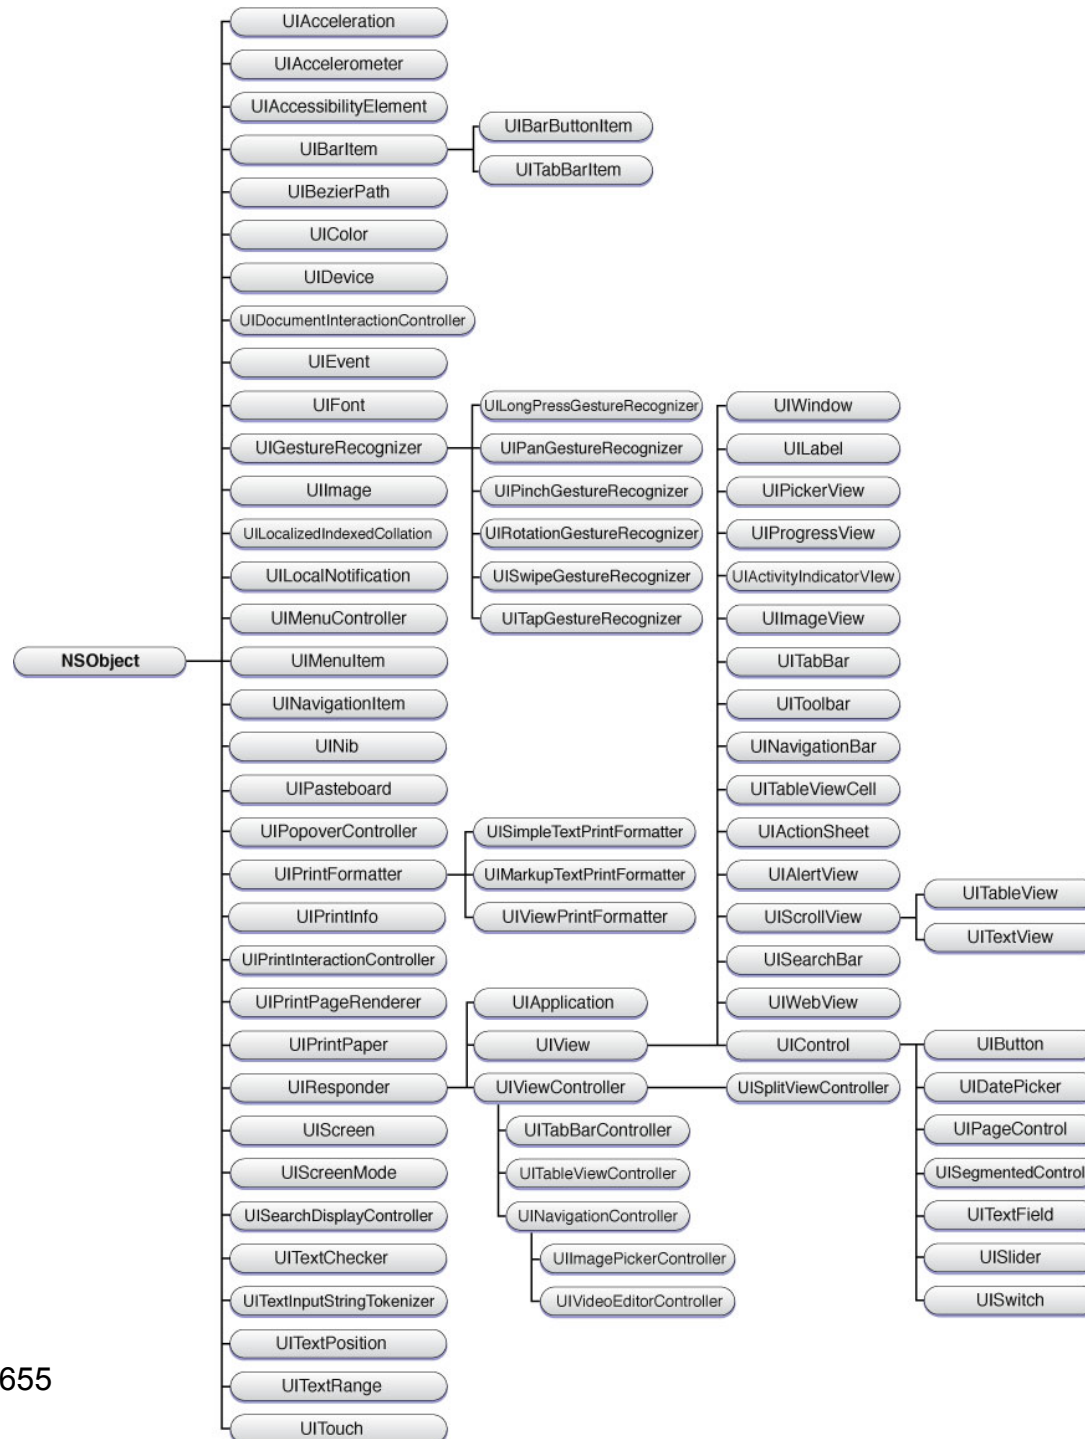 UIAcceleration
UIAccelerometer
UIAccessibilityElement
UIBarItem
UIBarButtonItem
UITabBarItem
UIBezierPath
UIColor
UIDevice
UIDocumentInteractionController
UIEvent
UIFont
UIGestureRecognizer
UIImage
UILocalizedIndexedCollation
UILocalNotification
UIMenuController
NSObject
UIMenuItem
UINavigationItem
UINib
UIPasteboard
UIPopoverController
UIPrintFormatter
UIPrintInfo
UIPrintInteractionController
UIPrintPageRenderer
UIPrintPaper
UIResponder
UIScreen
UIScreenMode
UISearchDisplayController
UITextChecker
UITextInputStringTokenizer
UITextPosition
UITextRange
UITouch
UILongPressGestureRecognizer
UIPanGestureRecognizer
UIPinchGestureRecognizer
UIRotationGestureRecognizer
UISwipeGestureRecognizer
UITapGestureRecognizer
UISimpleTextPrintFormatter
UIMarkupTextPrintFormatter
UIViewPrintFormatter
UIApplication
UIView
UIViewController
UITabBarController
UITableViewController
UINavigationController
UIImagePickerController
UIVideoEditorController
UIWindow
UILabel
UIPickerView
UIProgressView
UIActivityIndicatorVIew
UIImageView
UITabBar
UIToolbar
UINavigationBar
UITableViewCell
UIActionSheet
UIAlertView
UIScrollView
UISearchBar
UIWebView
UIControl
UISplitViewController
UITableView
UITextView
UIButton
UIDatePicker
UIPageControl
UISegmentedControl
UITextField
UISlider
UISwitch
655